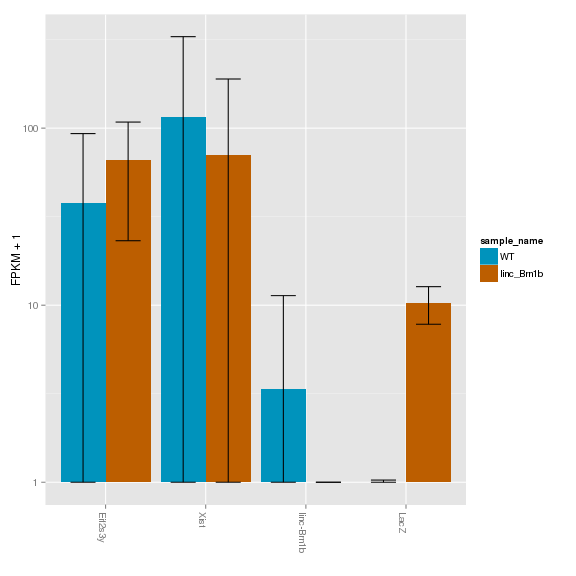 FPKM + 1
100
10
1
Eif2s3y
Xist
linc-Brn1b
LacZ
sample_name
WT
linc_Brn1b